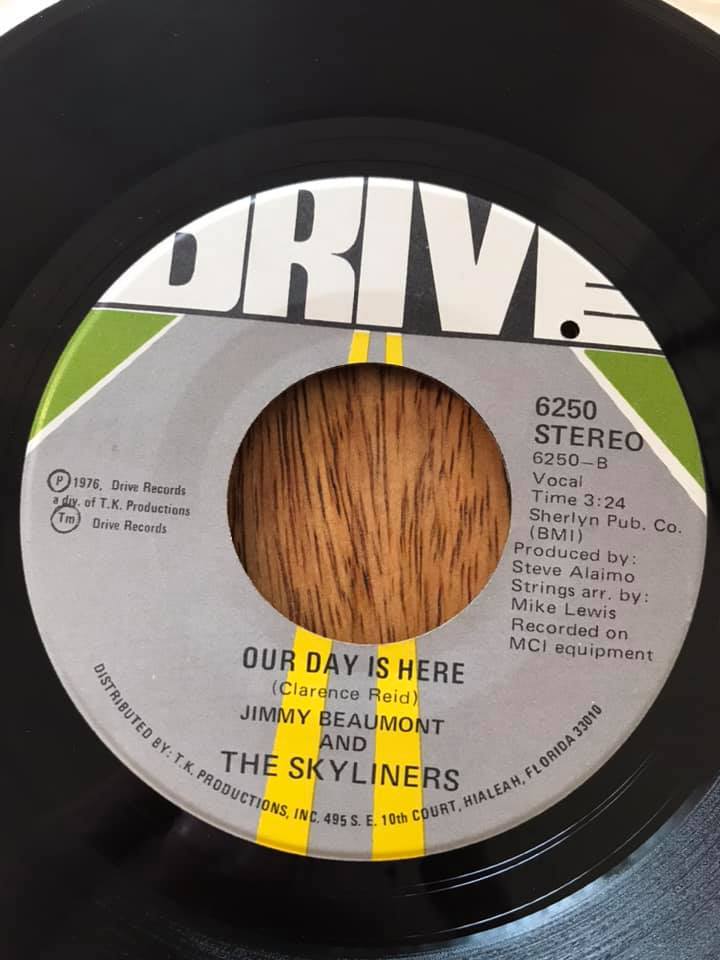 DRIVE
6250
STEREO
6250-B
Vocal
Time 3:24
Sherlyn Pub. Co.
(BMI)
Produced by:
Steve Alaimo
Strings arr. by:
Mike Lewis
Recorded on
MCI equipment
Ⓟ 1976, Drive Records
a div. of T.K. Productions
Tm Drive Records
OUR DAY IS HERE
(Clarence Reid)
JIMMY BEAUMONT
AND
THE SKYLINERS
DISTRIBUTED BY: T.K. PRODUCTIONS, INC. 495 S. E. 10th COURT, HIALEAH, FLORIDA 33010